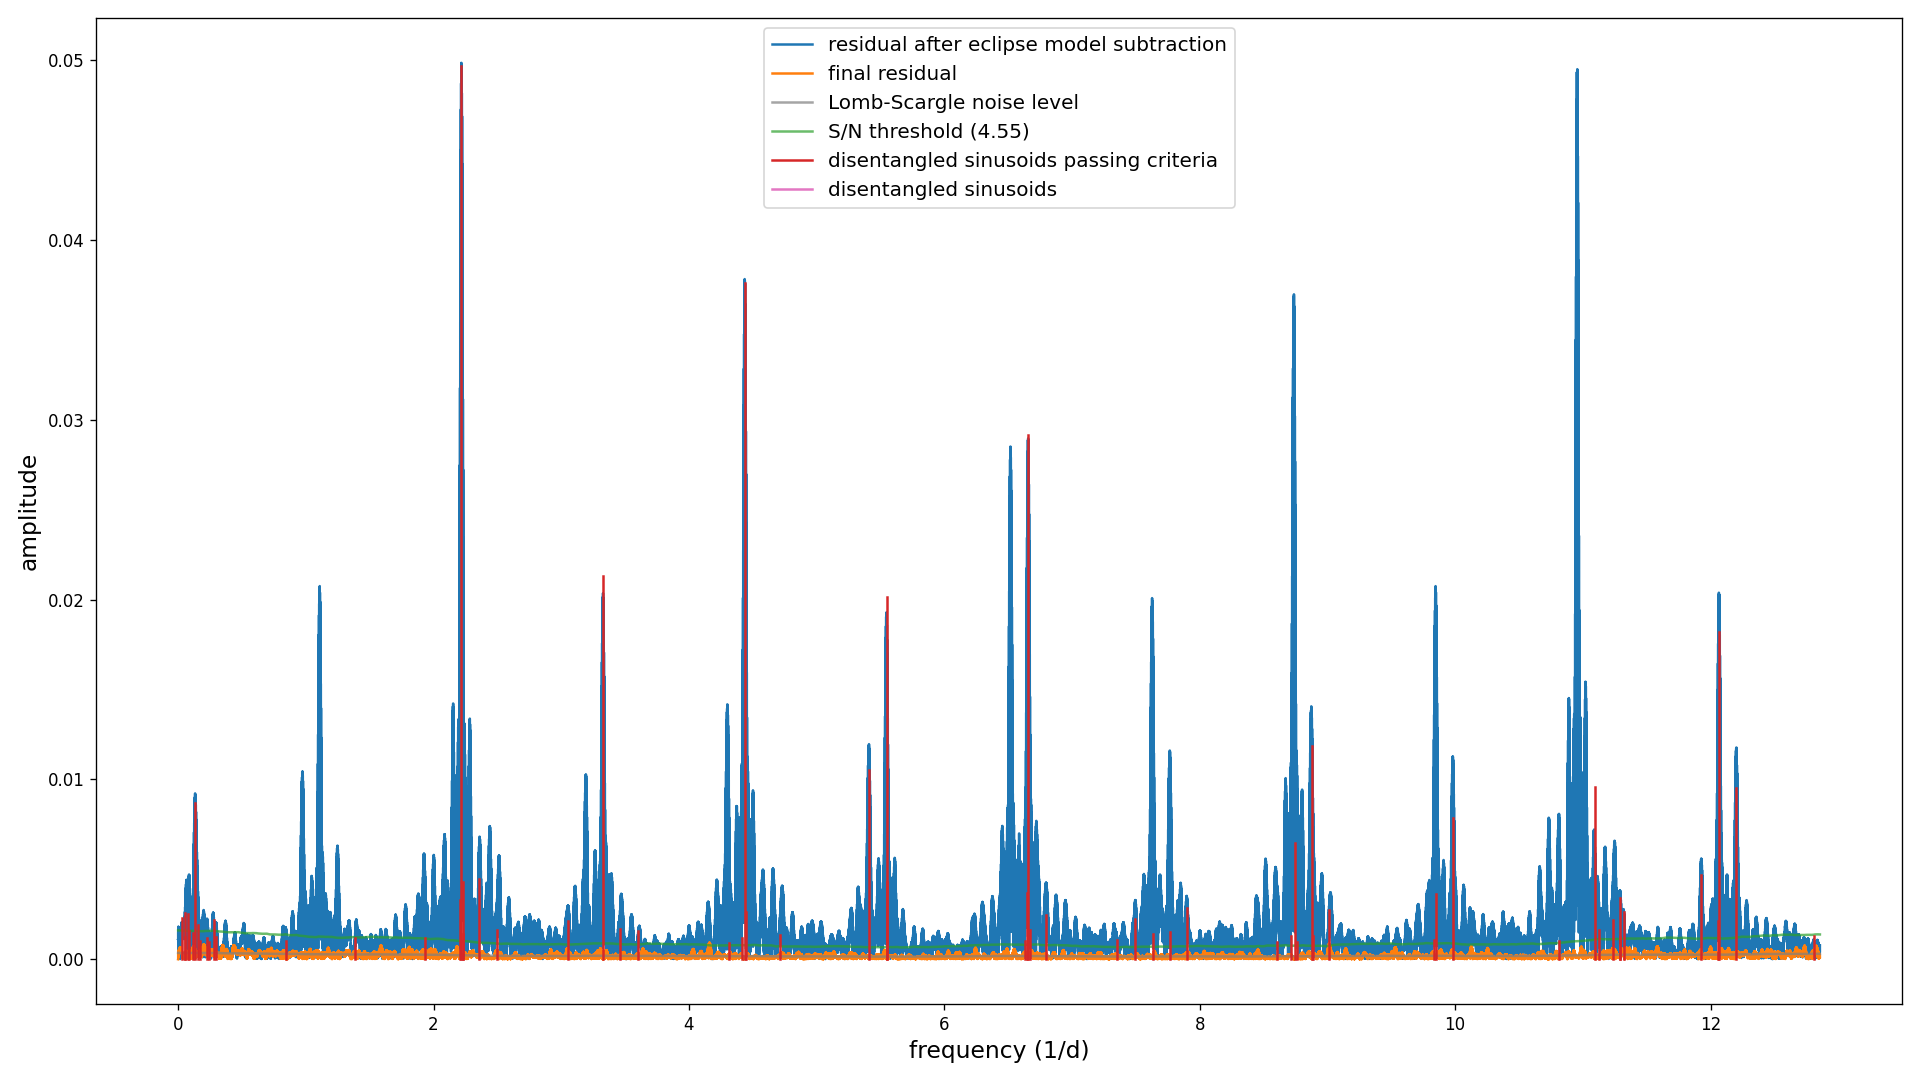 residual after eclipse model subtraction
final residual
Lomb-Scargle noise level
S/N threshold (4.55)
disentangled sinusoids passing criteria
disentangled sinusoids
0.05
0.04
0.03
0.02
0.01
0.00
amplitude
0 2 4 6 8 10 12
frequency (1/d)